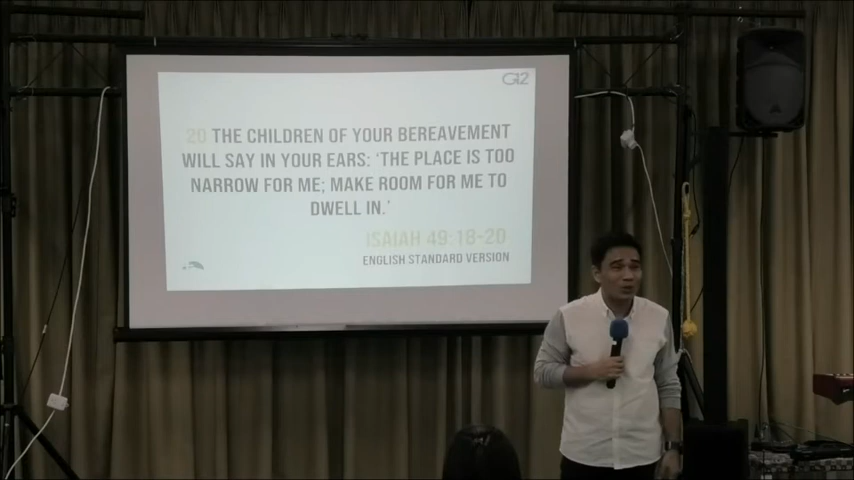 G12
20 THE CHILDREN OF YOUR BEREAVEMENT
WILL SAY IN YOUR EARS: ‘THE PLACE IS TOO
NARROW FOR ME; MAKE ROOM FOR ME TO
DWELL IN.’
ISAIAH 49:18-20
ENGLISH STANDARD VERSION